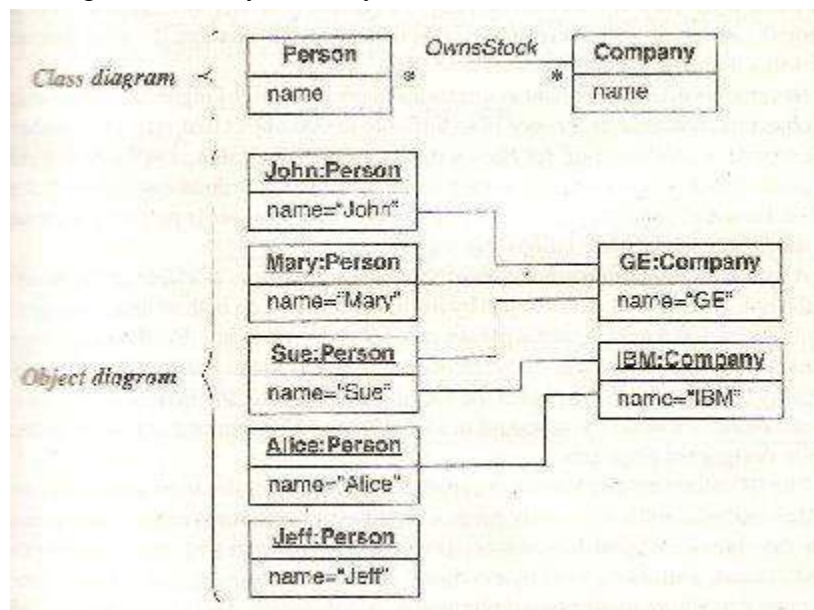 Person
OwnsStock
Company
Class diagram
*
*
name
name
John:Person
name="John"
Mary:Person
GE:Company
name="Mary"
name="GE"
Sue:Person
IBM:Company
Object diagram
name="Sue"
name="IBM"
Alice:Person
name="Alice"
Jeff:Person
name="Jeff"